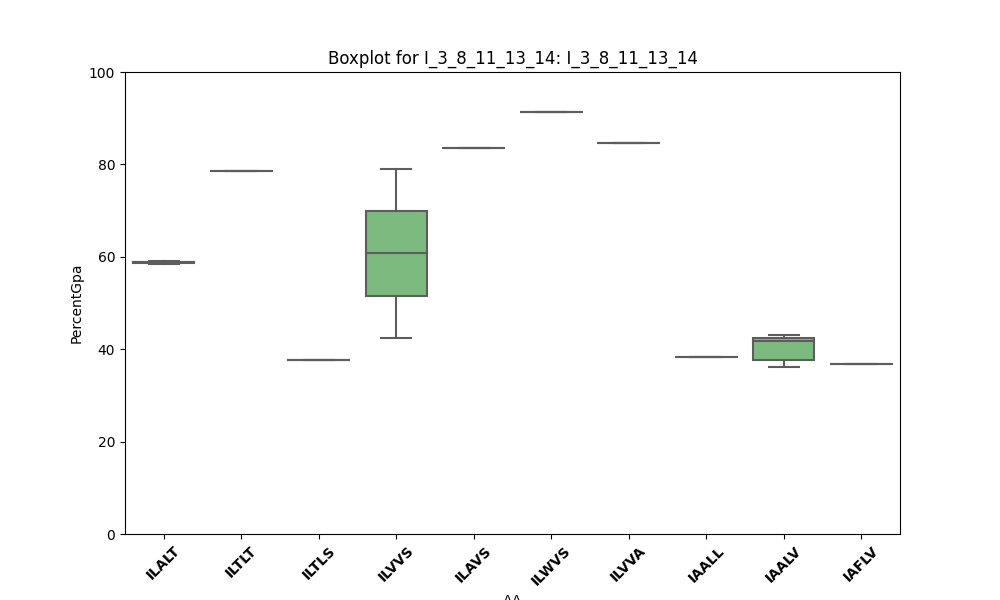 Boxplot for I_3_8_11_13_14: I_3_8_11_13_14
PercentGpa
100
80
60
40
20
0
ILALT
ILTLT
ILTLS
ILVVS
ILAVS
ILWVS
ILVVA
IAALL
IAALV
IAFLV
AA